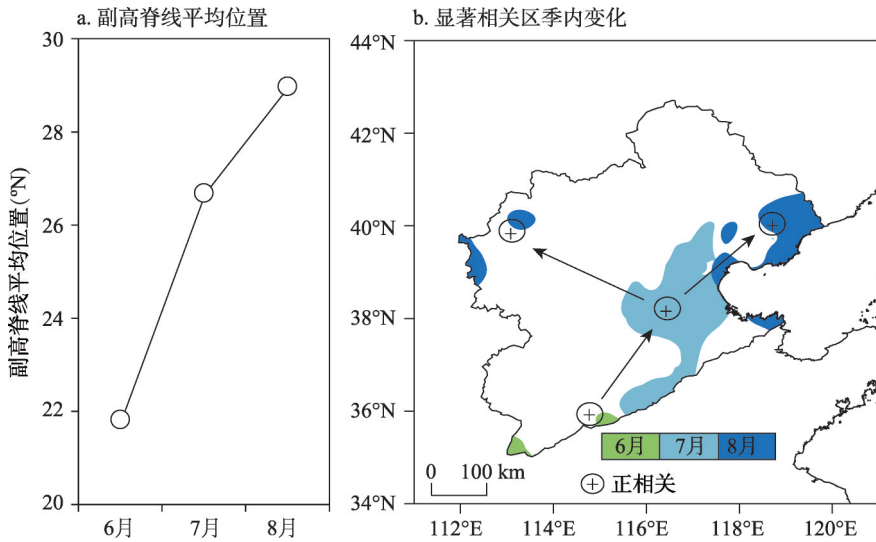 a. 副高脊线平均位置
30
28
26
24
22
20
副高脊线平均位置(°N)
6月
7月
8月
b. 显著相关区季内变化
44°N
42°N
40°N
38°N
36°N
34°N
6月 7月 8月
0 100 km
正相关
112°E 114°E 116°E 118°E 120°E